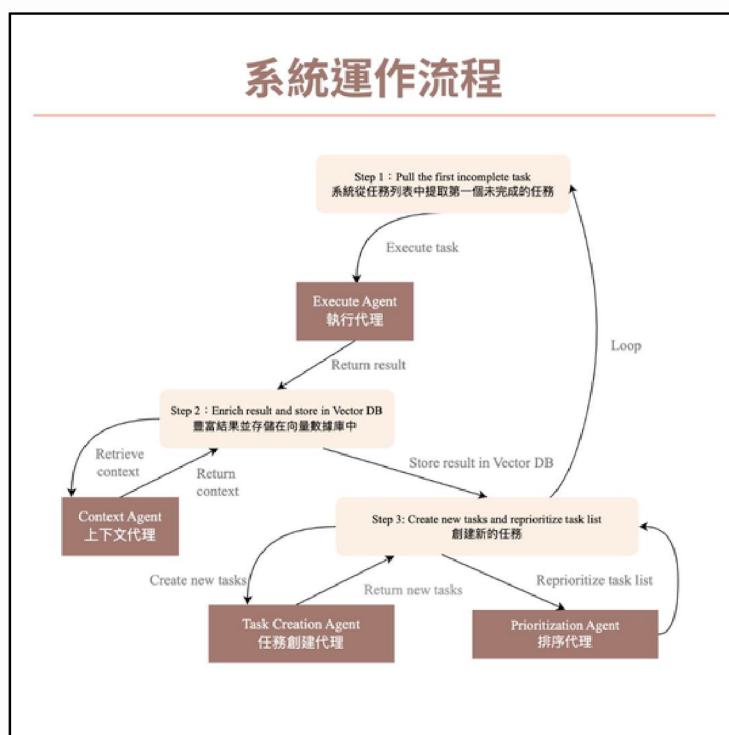 系統運作流程
Step 1：Pull the first incomplete task
系統從任務列表中提取第一個未完成的任務
Execute task
Execute Agent
執行代理
Loop
Return result
Step 2：Enrich result and store in Vector DB
豐富結果並存儲在向量數據庫中
Retrieve
context
Return
context
Store result in Vector DB
Context Agent
上下文代理
Step 3: Create new tasks and reprioritize task list
創建新的任務
Create new tasks
Return new tasks
Reprioritize task list
Task Creation Agent
任務創建代理
Prioritization Agent
排序代理